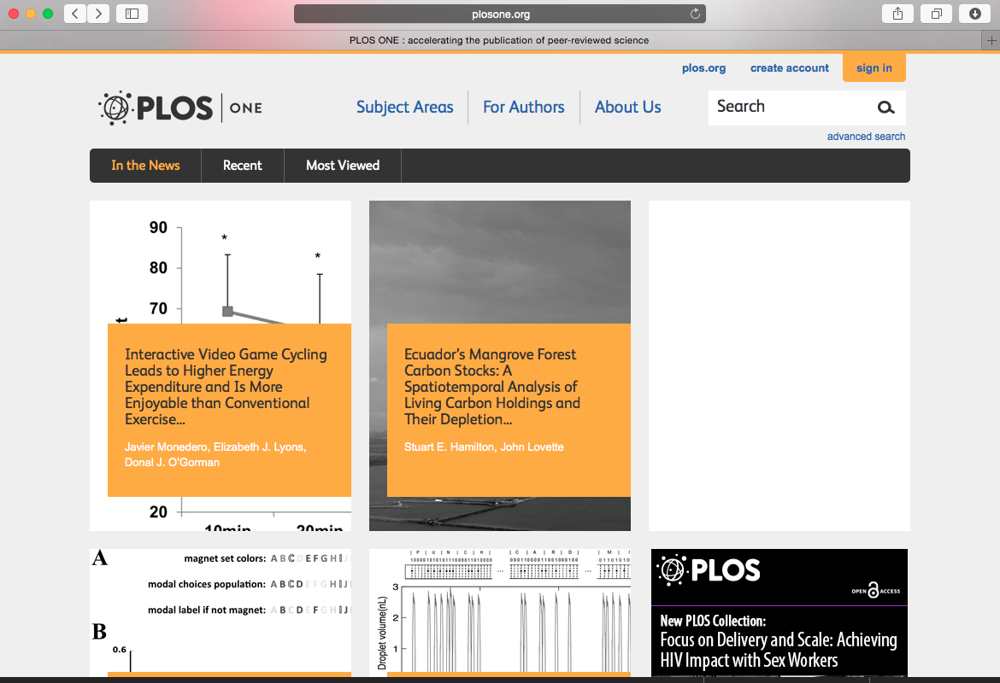 plosone.org
PLOS ONE : accelerating the publication of peer-reviewed science
plos.org create account sign in
PLOS ONE
Subject Areas For Authors About Us
Search
advanced search
In the News Recent Most Viewed
90
80
70
20
10min 20min
Interactive Video Game Cycling
Leads to Higher Energy
Expenditure and Is More
Enjoyable than Conventional
Exercise...
Javier Monedero, Elizabeth J. Lyons,
Donal J. O'Gorman
Ecuador's Mangrove Forest
Carbon Stocks: A
Spatiotemporal Analysis of
Living Carbon Holdings and
Their Depletion...
Stuart E. Hamilton, John Lovette
A
magnet set colors: A B C D E F G H I J
modal choices population: A B C D E F G H I J
modal label if not magnet: A B C D E F G H I J
B
0.6
| P | U | N | C | H | | C | A | R | D | | M | I
3
2
1
Droplet volume(nL)
PLOS
OPEN ACCESS
New PLOS Collection:
Focus on Delivery and Scale: Achieving
HIV Impact with Sex Workers